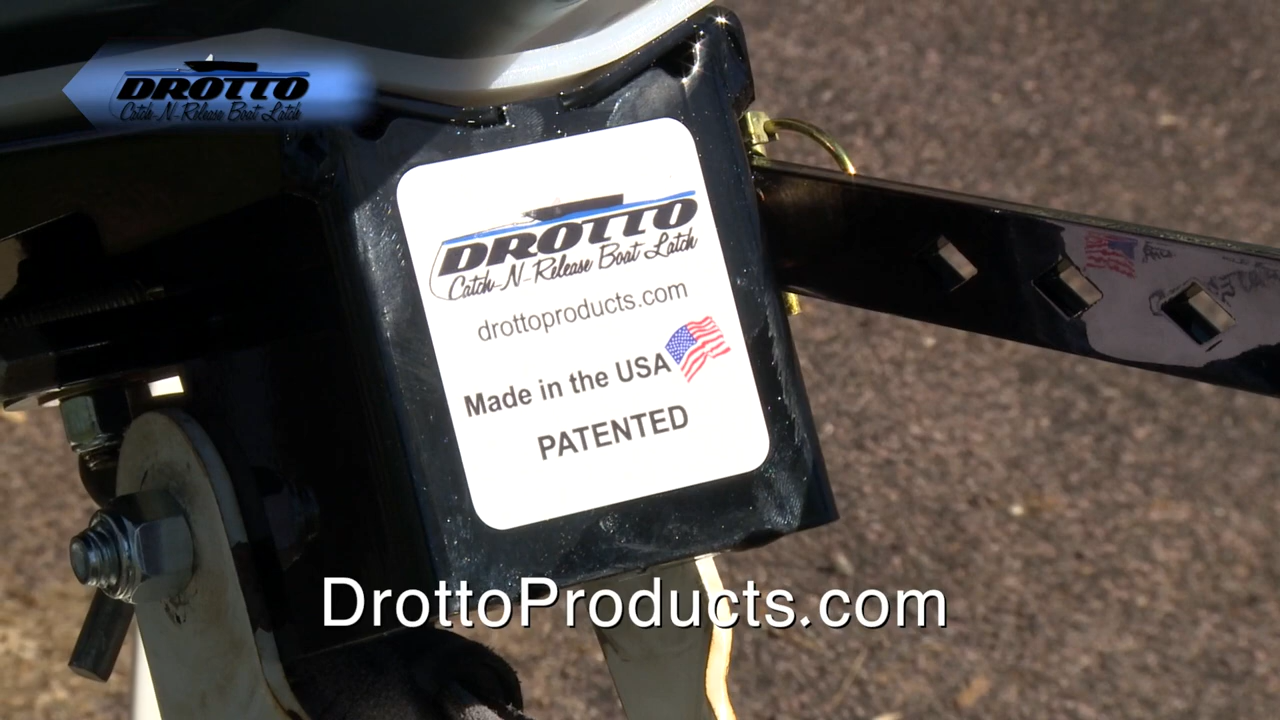 DROTTO
Catch-N-Release Boat Latch
DROTTO
Catch-N-Release Boat Latch
drottoproducts.com
Made in the USA
PATENTED
DrottoProducts.com